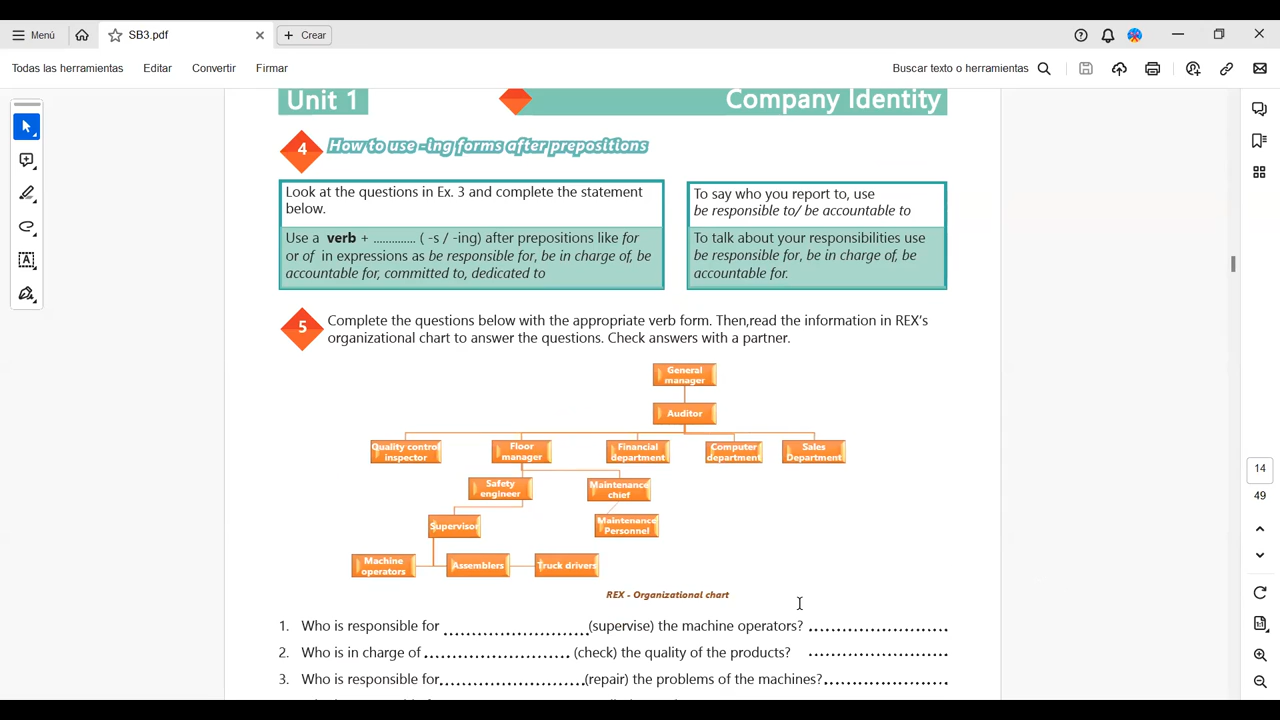 Menú
SB3.pdf
Crear
Todas las herramientas
Editar
Convertir
Firmar
Buscar texto o herramientas
Unit 1
Company Identity
4 How to use -ing forms after prepositions
Look at the questions in Ex. 3 and complete the statement
below.
Use a verb + .............. ( -s / -ing) after prepositions like for
or of in expressions as be responsible for, be in charge of, be
accountable for, committed to, dedicated to
To say who you report to, use
be responsible to/ be accountable to
To talk about your responsibilities use
be responsible for, be in charge of, be
accountable for.
5 Complete the questions below with the appropriate verb form. Then,read the information in REX's
organizational chart to answer the questions. Check answers with a partner.
General
manager
Auditor
Quality control
inspector
Floor
manager
Financial
department
Computer
department
Sales
Department
Safety
engineer
Maintenance
chief
Supervisor
Maintenance
Personnel
Machine
operators
Assemblers
Truck drivers
REX - Organizational chart
1. Who is responsible for ............................(supervise) the machine operators? ............................
2. Who is in charge of ............................ (check) the quality of the products? ............................
3. Who is responsible for............................(repair) the problems of the machines?............................
14
49